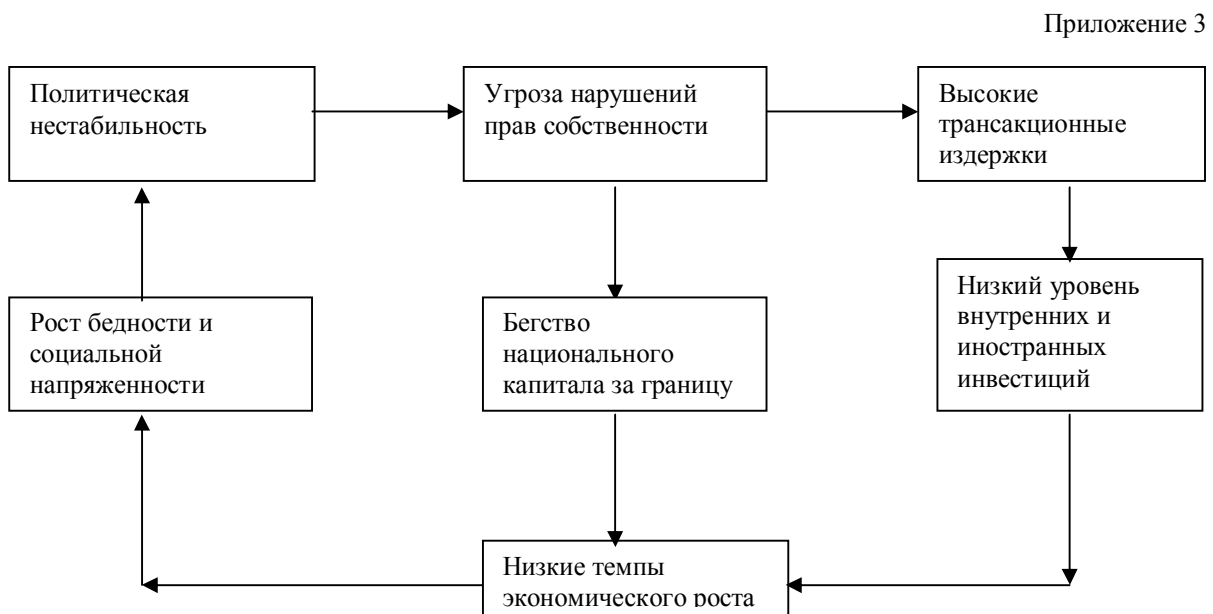 Приложение 3
Политическая
нестабильность
Угроза нарушений
прав собственности
Высокие
трансакционные
издержки
Рост бедности и
социальной
напряженности
Бегство
национального
капитала за границу
Низкий уровень
внутренних и
иностранных
инвестиций
Низкие темпы
экономического роста